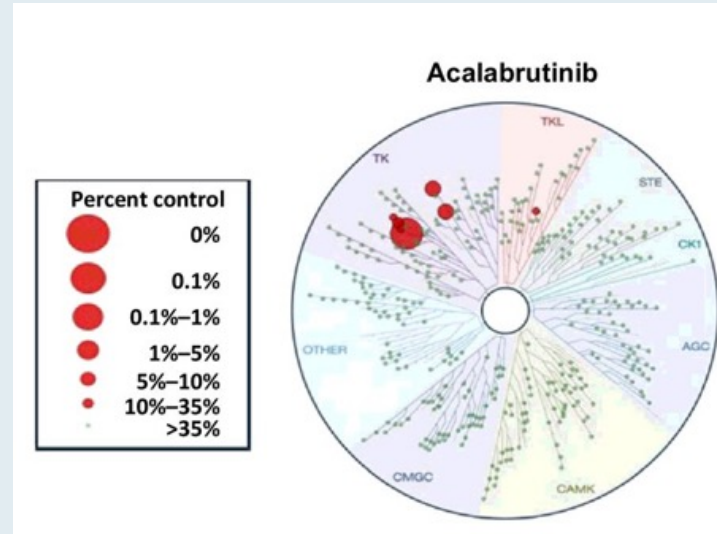 Acalabrutinib
Percent control
0%
0.1%
0.1%–1%
1%–5%
5%–10%
10%–35%
>35%
TK
TKL
STE
CK1
AGC
CAMK
CMGC
OTHER